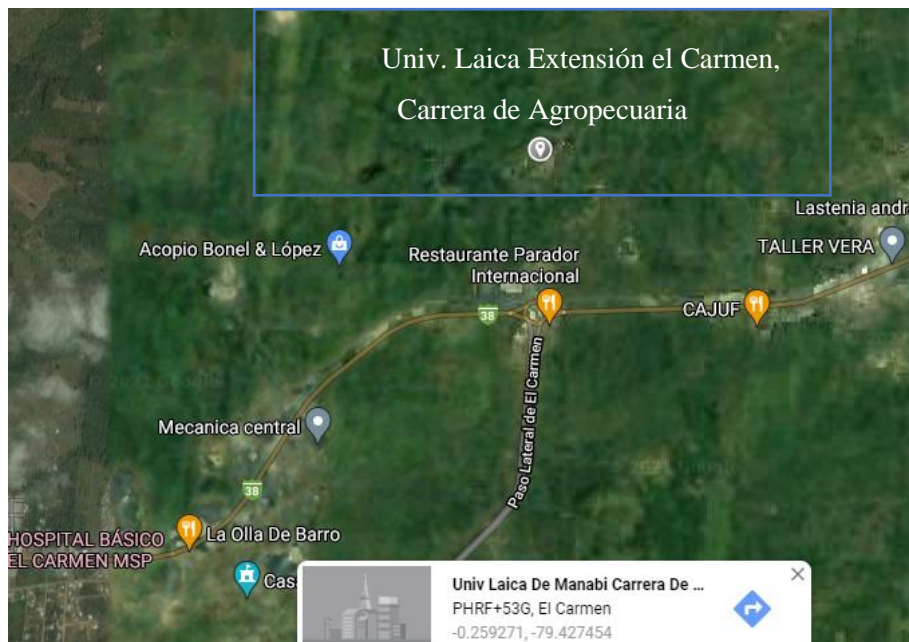 Univ. Laica Extensión el Carmen,
Carrera de Agropecuaria
Lastenia andr
Acopio Bonel & López
TALLER VERA
Restaurante Parador
Internacional
CAJUF
38
Paso Lateral de El Carmen
Mecanica central
38
HOSPITAL BÁSICO
EL CARMEN MSP
La Olla De Barro
Cas
Univ Laica De Manabi Carrera De ...
PHRF+53G, El Carmen
-0.259271, -79.427454